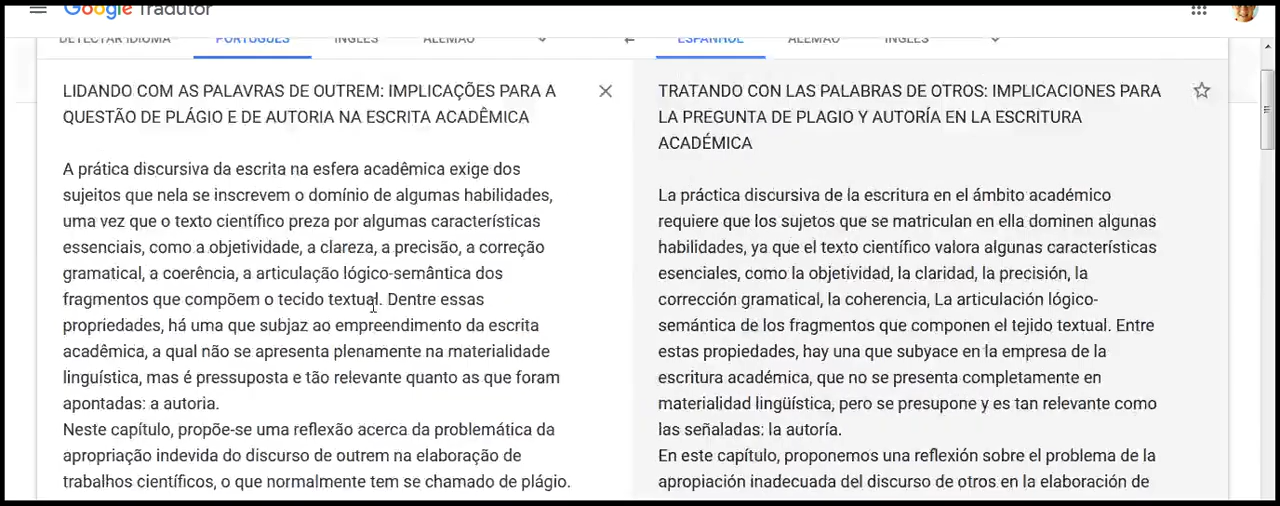 Google Tradutor
DETECTAR IDIOMA PORTUGUÊS INGLÊS ALEMÃO ESPANHOL ALEMÃO INGLÊS
LIDANDO COM AS PALAVRAS DE OUTREM: IMPLICAÇÕES PARA A
QUESTÃO DE PLÁGIO E DE AUTORIA NA ESCRITA ACADÊMICA
A prática discursiva da escrita na esfera acadêmica exige dos
sujeitos que nela se inscrevem o domínio de algumas habilidades,
uma vez que o texto científico preza por algumas características
essenciais, como a objetividade, a clareza, a precisão, a correção
gramatical, a coerência, a articulação lógico-semântica dos
fragmentos que compõem o tecido textual. Dentre essas
propriedades, há uma que subjaz ao empreendimento da escrita
acadêmica, a qual não se apresenta plenamente na materialidade
linguística, mas é pressuposta e tão relevante quanto as que foram
apontadas: a autoria.
Neste capítulo, propõe-se uma reflexão acerca da problemática da
apropriação indevida do discurso de outrem na elaboração de
trabalhos científicos, o que normalmente tem se chamado de plágio.
TRATANDO CON LAS PALABRAS DE OTROS: IMPLICACIONES PARA
LA PREGUNTA DE PLAGIO Y AUTORÍA EN LA ESCRITURA
ACADÉMICA
La práctica discursiva de la escritura en el ámbito académico
requiere que los sujetos que se matriculan en ella dominen algunas
habilidades, ya que el texto científico valora algunas características
esenciales, como la objetividad, la claridad, la precisión, la
corrección gramatical, la coherencia, La articulación lógico-
semántica de los fragmentos que componen el tejido textual. Entre
estas propiedades, hay una que subyace en la empresa de la
escritura académica, que no se presenta completamente en
materialidad lingüística, pero se presupone y es tan relevante como
las señaladas: la autoría.
En este capítulo, proponemos una reflexión sobre el problema de la
apropiación inadecuada del discurso de otros en la elaboración de